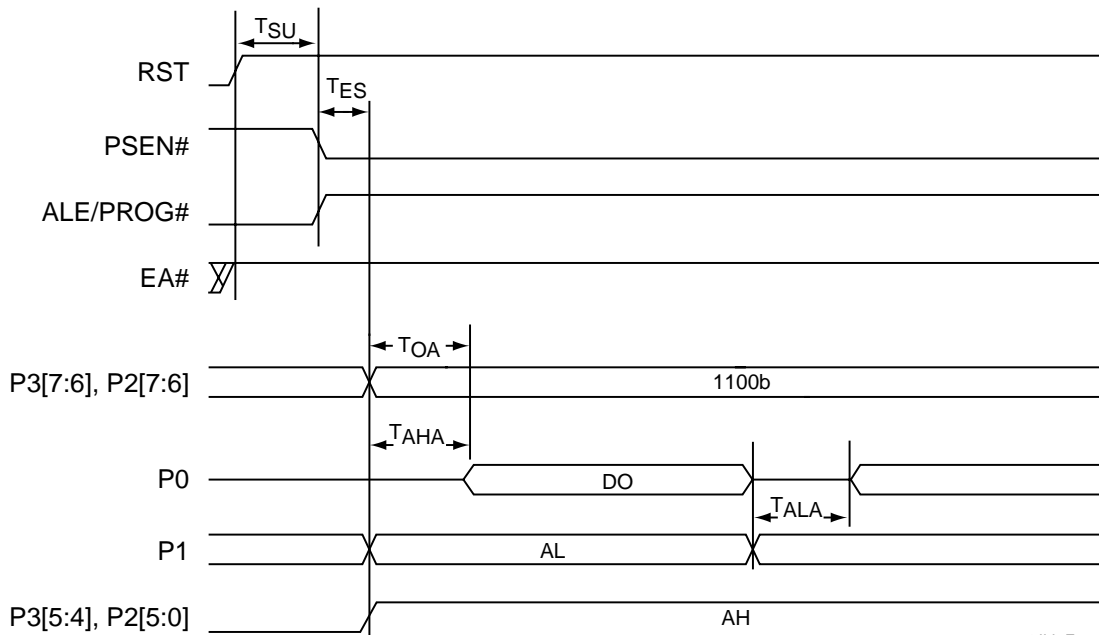 TSU
RST
TES
PSEN#
ALE/PROG#
EA#
TOA
P3[7:6], P2[7:6]
1100b
TAHA
P0
DO
TALA
P1
AL
P3[5:4], P2[5:0]
AH